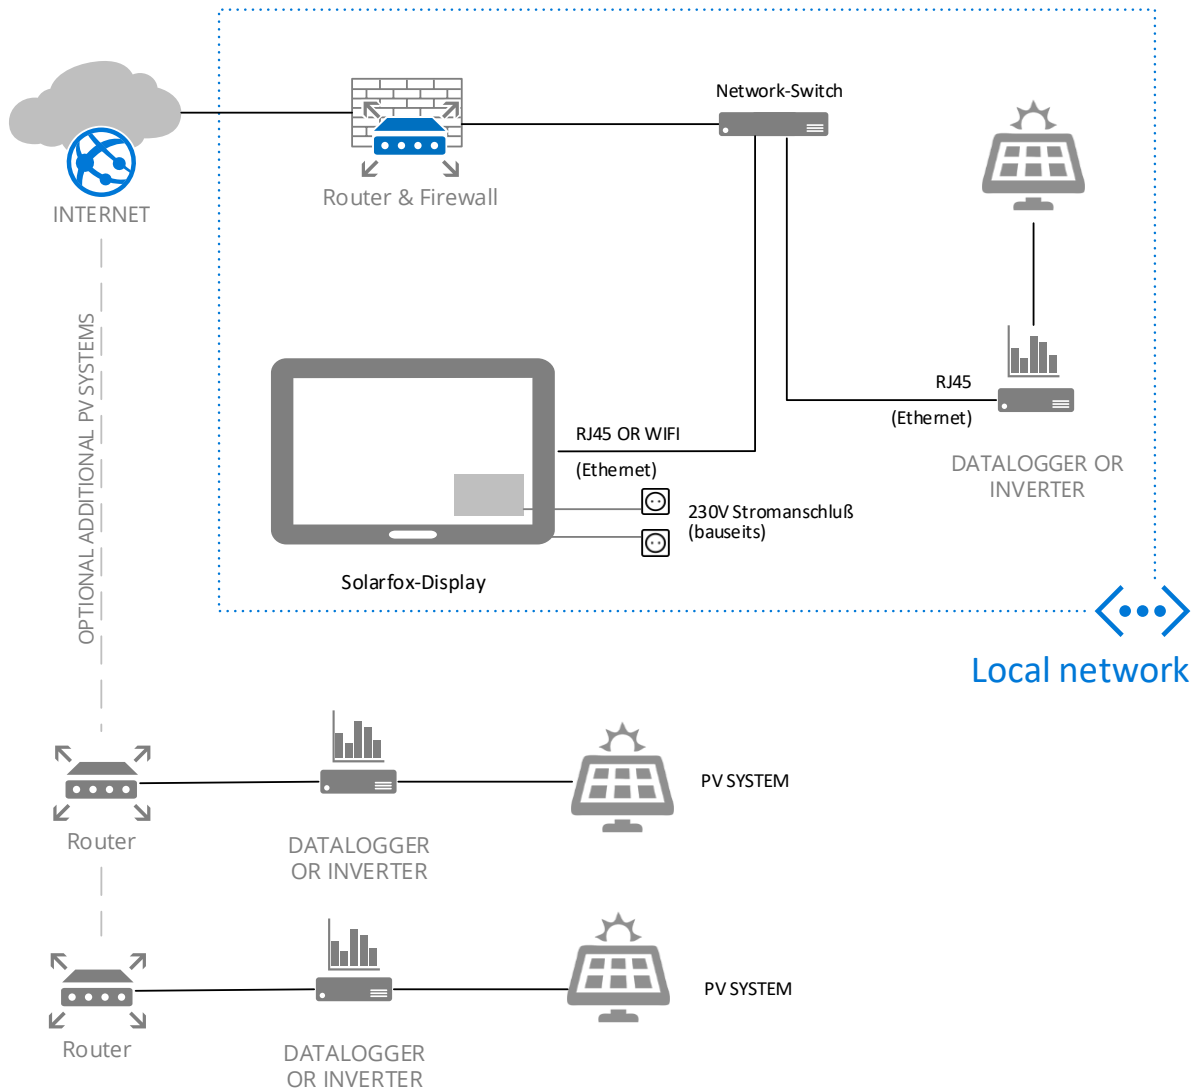 Network-Switch
INTERNET
Router & Firewall
OPTIONAL ADDITIONAL PV SYSTEMS
RJ45
(Ethernet)
RJ45 OR WIFI
(Ethernet)
DATALOGGER OR
INVERTER
230V Stromanschluß
(bauseits)
Solarfox-Display
Local network
PV SYSTEM
Router
DATALOGGER
OR INVERTER
PV SYSTEM
Router
DATALOGGER
OR INVERTER